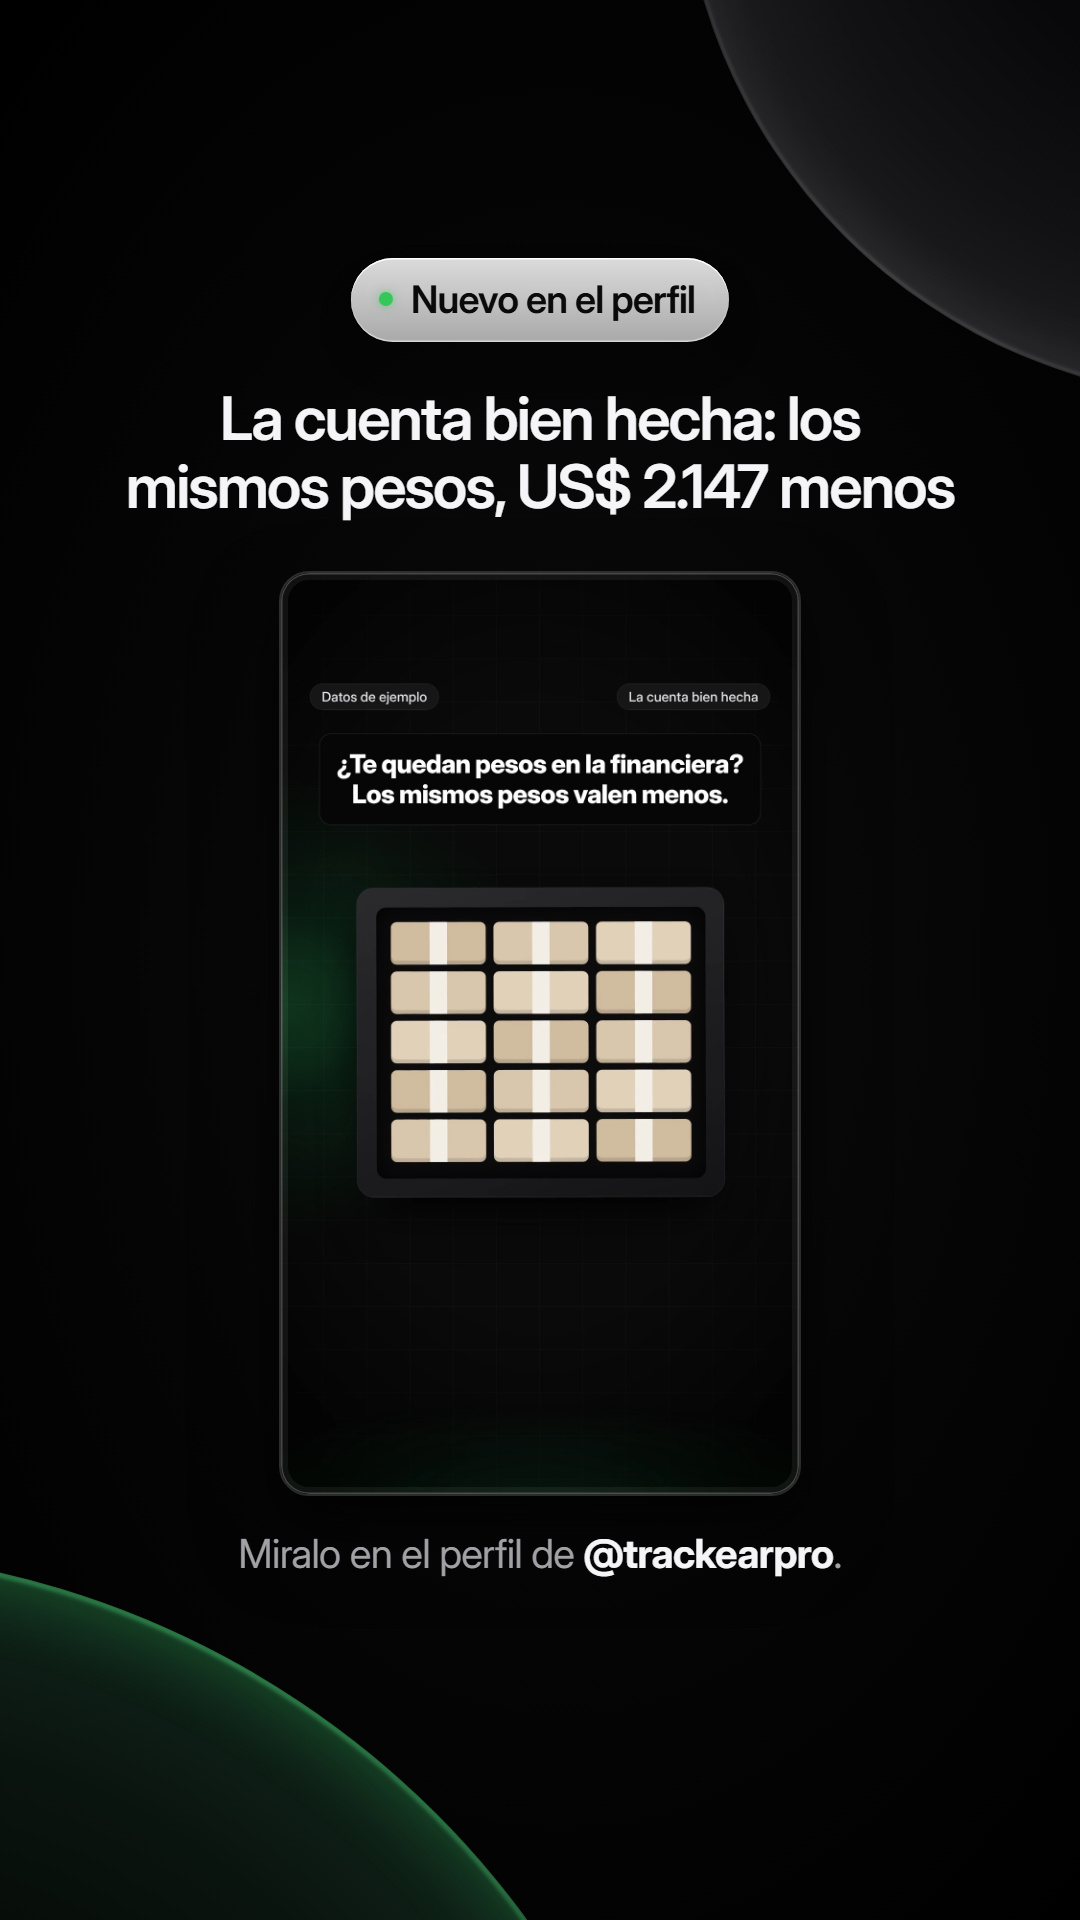 Nuevo en el perfil
La cuenta bien hecha: los
mismos pesos, US$ 2.147 menos
Datos de ejemplo
La cuenta bien hecha
¿Te quedan pesos en la financiera?
Los mismos pesos valen menos.
Miralo en el perfil de @trackearpro.